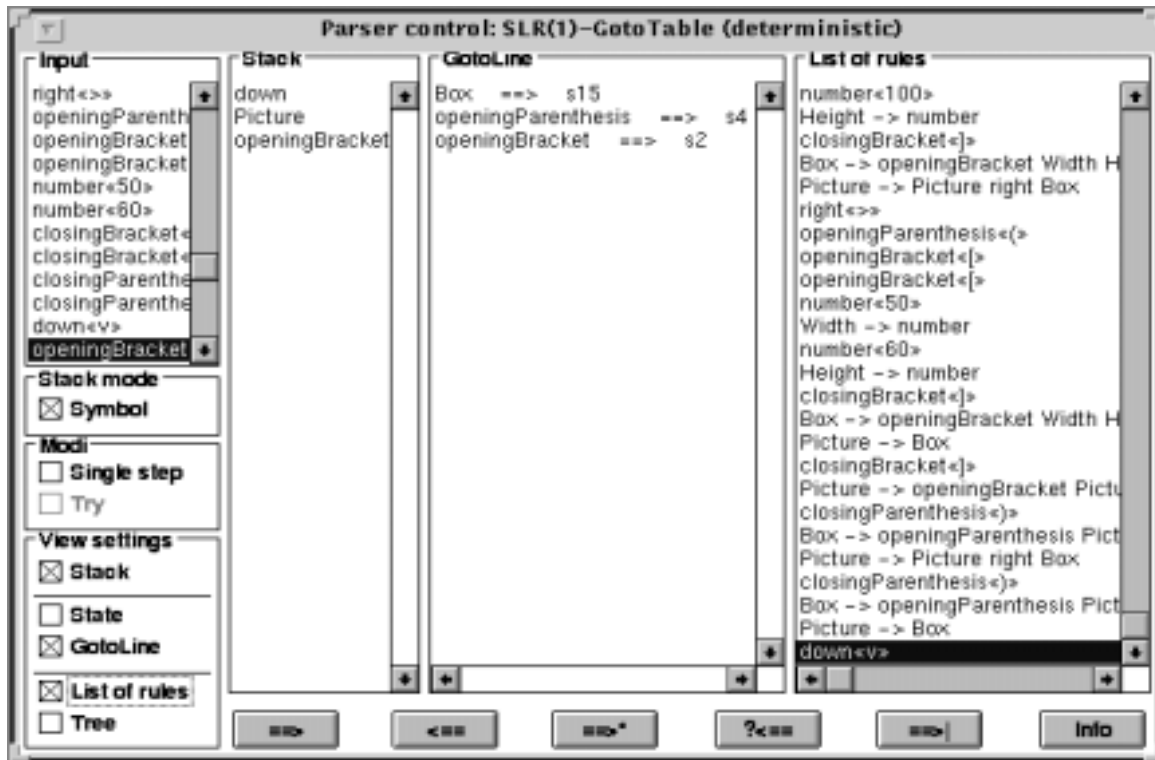 Parser control: SLR(1)-GotoTable (deterministic)
Input
right«>»
openingParenth
openingBracket
openingBracket
number«50»
number«60»
closingBracket«
closingBracket«
closingParenthe
closingParenthe
down«v»
openingBracket
Stack mode
Symbol
Modi
Single step
Try
View settings
Stack
State
GotoLine
List of rules
Tree
Stack
down
Picture
openingBracket
GotoLine
Box ==> s15
openingParenthesis ==> s4
openingBracket ==> s2
List of rules
number«100»
Height -> number
closingBracket«]»
Box -> openingBracket Width H
Picture -> Picture right Box
right«>»
openingParenthesis«(»
openingBracket«[»
openingBracket«[»
number«50»
Width -> number
number«60»
Height -> number
closingBracket«]»
Box -> openingBracket Width H
Picture -> Box
closingBracket«]»
Picture -> openingBracket Pictu
closingParenthesis«)»
Box -> openingParenthesis Pict
Picture -> Picture right Box
closingParenthesis«)»
Box -> openingParenthesis Pict
Picture -> Box
down«v»
==> <== ==>* ?<== ==>| Info